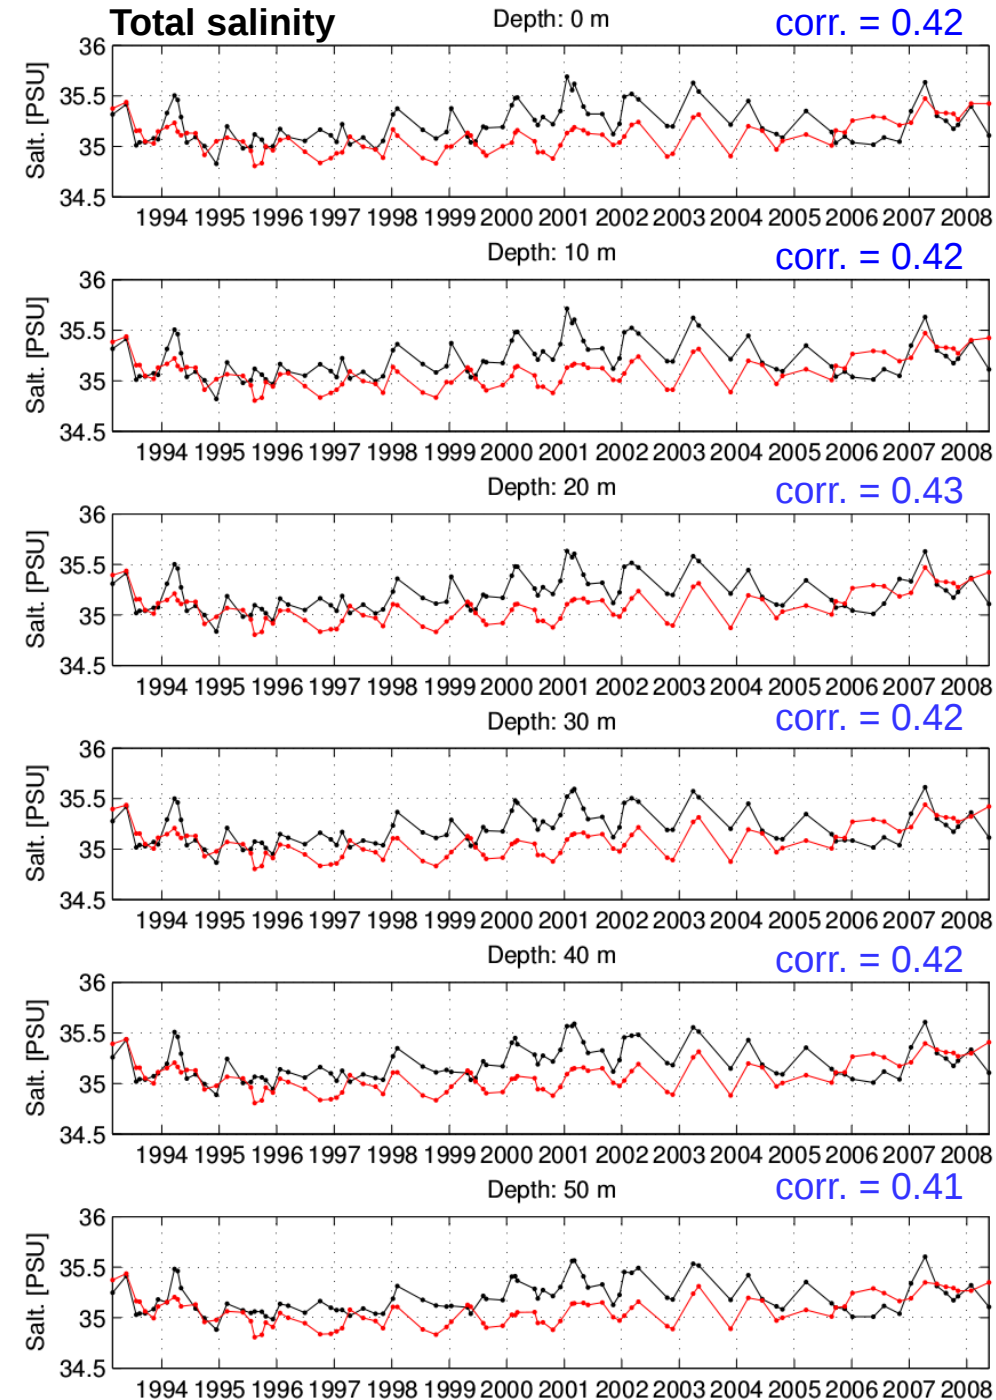 Total salinity
Depth: 0 m
corr. = 0.42
36
35.5
35
34.5
Salt. [PSU]
1994 1995 1996 1997 1998 1999 2000 2001 2002 2003 2004 2005 2006 2007 2008
Depth: 10 m
corr. = 0.42
36
35.5
35
34.5
Salt. [PSU]
1994 1995 1996 1997 1998 1999 2000 2001 2002 2003 2004 2005 2006 2007 2008
Depth: 20 m
corr. = 0.43
36
35.5
35
34.5
Salt. [PSU]
1994 1995 1996 1997 1998 1999 2000 2001 2002 2003 2004 2005 2006 2007 2008
Depth: 30 m
corr. = 0.42
36
35.5
35
34.5
Salt. [PSU]
1994 1995 1996 1997 1998 1999 2000 2001 2002 2003 2004 2005 2006 2007 2008
Depth: 40 m
corr. = 0.42
36
35.5
35
34.5
Salt. [PSU]
1994 1995 1996 1997 1998 1999 2000 2001 2002 2003 2004 2005 2006 2007 2008
Depth: 50 m
corr. = 0.41
36
35.5
35
34.5
Salt. [PSU]
1994 1995 1996 1997 1998 1999 2000 2001 2002 2003 2004 2005 2006 2007 2008